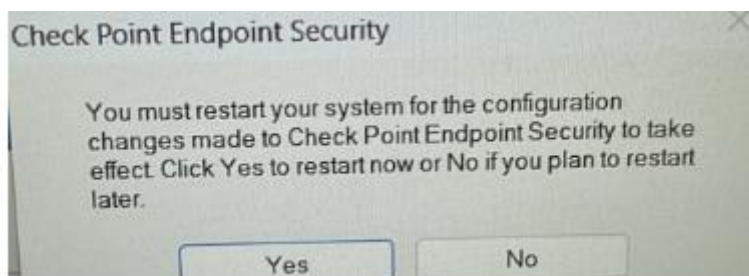 Check Point Endpoint Security
You must restart your system for the configuration
changes made to Check Point Endpoint Security to take
effect. Click Yes to restart now or No if you plan to restart
later.
Yes
No